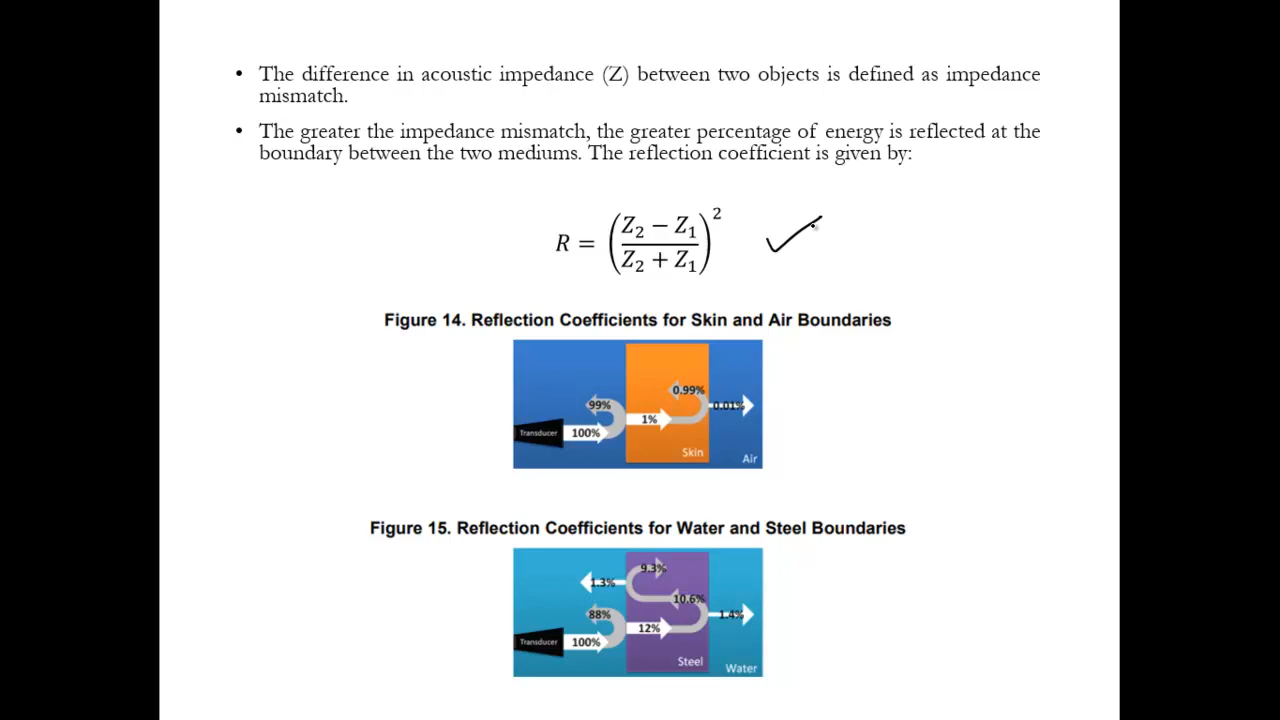 • The difference in acoustic impedance (Z) between two objects is defined as impedance
mismatch.
• The greater the impedance mismatch, the greater percentage of energy is reflected at the
boundary between the two mediums. The reflection coefficient is given by:
R = ((Z₂ − Z₁)/(Z₂ + Z₁))²
Figure 14. Reflection Coefficients for Skin and Air Boundaries
0.99%
99% 0.01%
1%
Transducer 100%
Skin
Air
Figure 15. Reflection Coefficients for Water and Steel Boundaries
9.3%
1.3%
10.6%
88% 1.4%
12%
Transducer 100%
Steel
Water